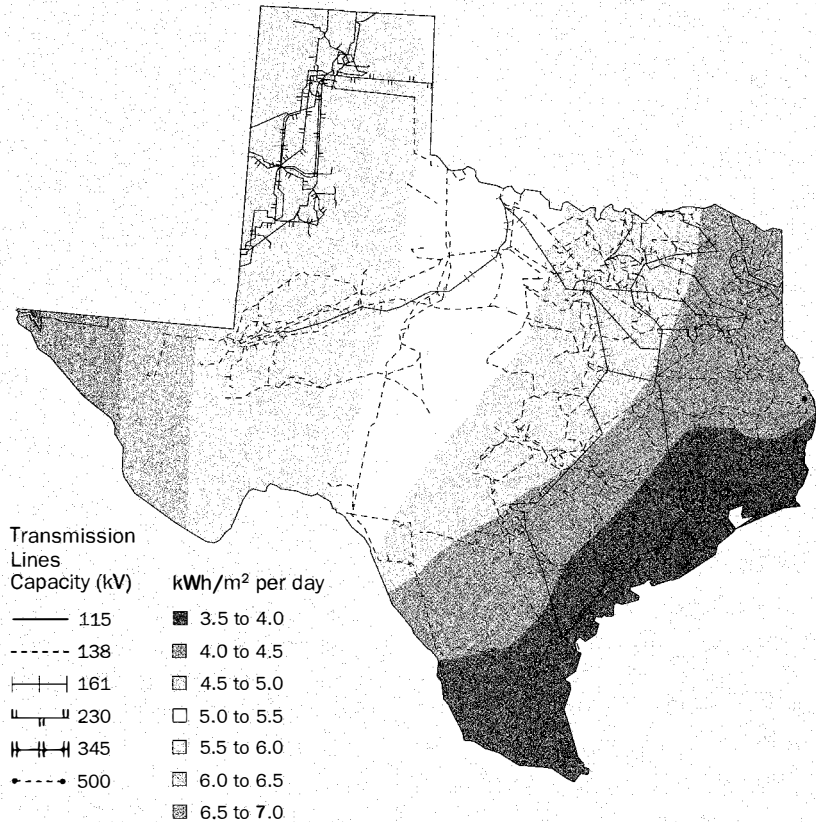 Transmission
Lines
Capacity (kV)
115
138
161
230
345
500
kWh/m² per day
3.5 to 4.0
4.0 to 4.5
4.5 to 5.0
5.0 to 5.5
5.5 to 6.0
6.0 to 6.5
6.5 to 7.0